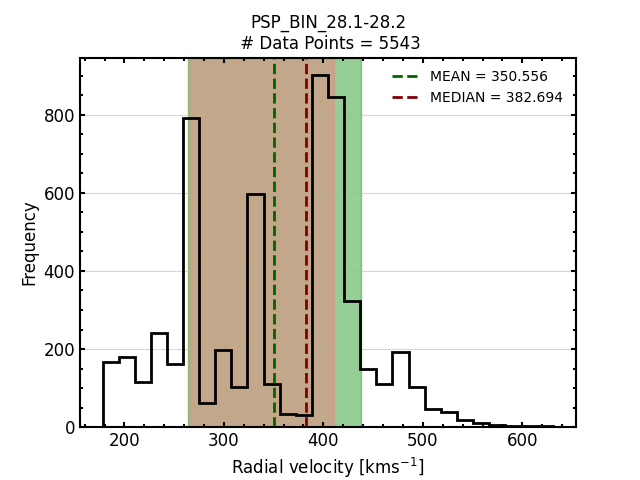 PSP_BIN_28.1-28.2
# Data Points = 5543
MEAN = 350.556
MEDIAN = 382.694
Frequency
800
600
400
200
0
200 300 400 500 600
Radial velocity [kms⁻¹]